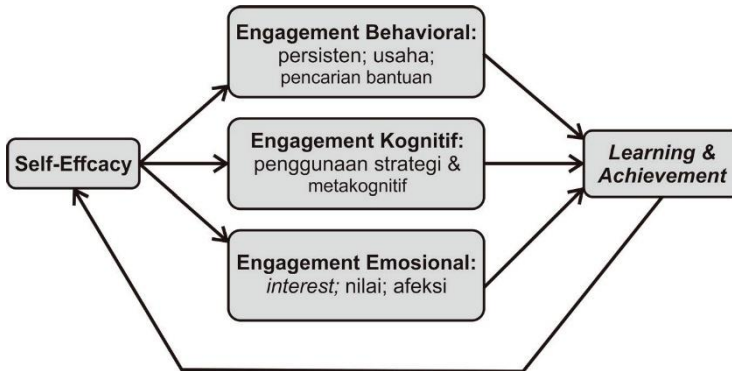 Engagement Behavioral:
persisten; usaha;
pencarian bantuan
Self-Effcacy
Engagement Kognitif:
penggunaan strategi &
metakognitif
Learning &
Achievement
Engagement Emosional:
interest; nilai; afeksi